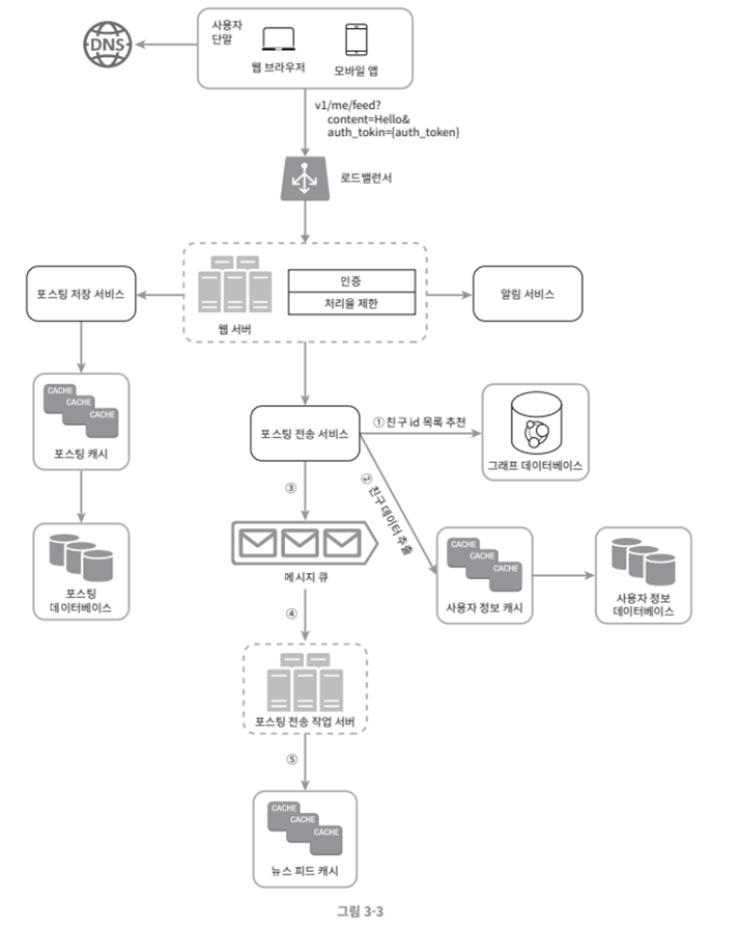 사용자
단말
DNS
웹 브라우저
모바일 앱
v1/me/feed?
content=Hello&
auth_tokin={auth_token}
로드밸런서
포스팅 저장 서비스
인증
처리율 제한
웹 서버
알림 서비스
CACHE
CACHE
CACHE
포스팅 캐시
포스팅 전송 서비스
① 친구 id 목록 추천
그래프 데이터베이스
② 친구 데이터 추출
③
메시지 큐
포스팅
데이터베이스
CACHE
CACHE
CACHE
사용자 정보 캐시
사용자 정보
데이터베이스
④
포스팅 전송 작업 서버
⑤
CACHE
CACHE
CACHE
뉴스 피드 캐시
그림 3-3